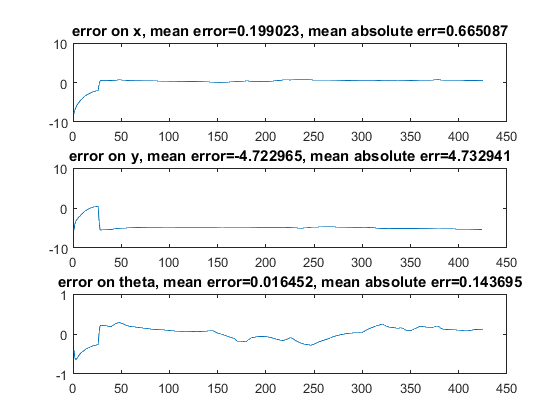 error on x, mean error=0.199023, mean absolute err=0.665087
10
0
-10
0 50 100 150 200 250 300 350 400 450
error on y, mean error=-4.722965, mean absolute err=4.732941
10
0
-10
0 50 100 150 200 250 300 350 400 450
error on theta, mean error=0.016452, mean absolute err=0.143695
1
0
-1
0 50 100 150 200 250 300 350 400 450